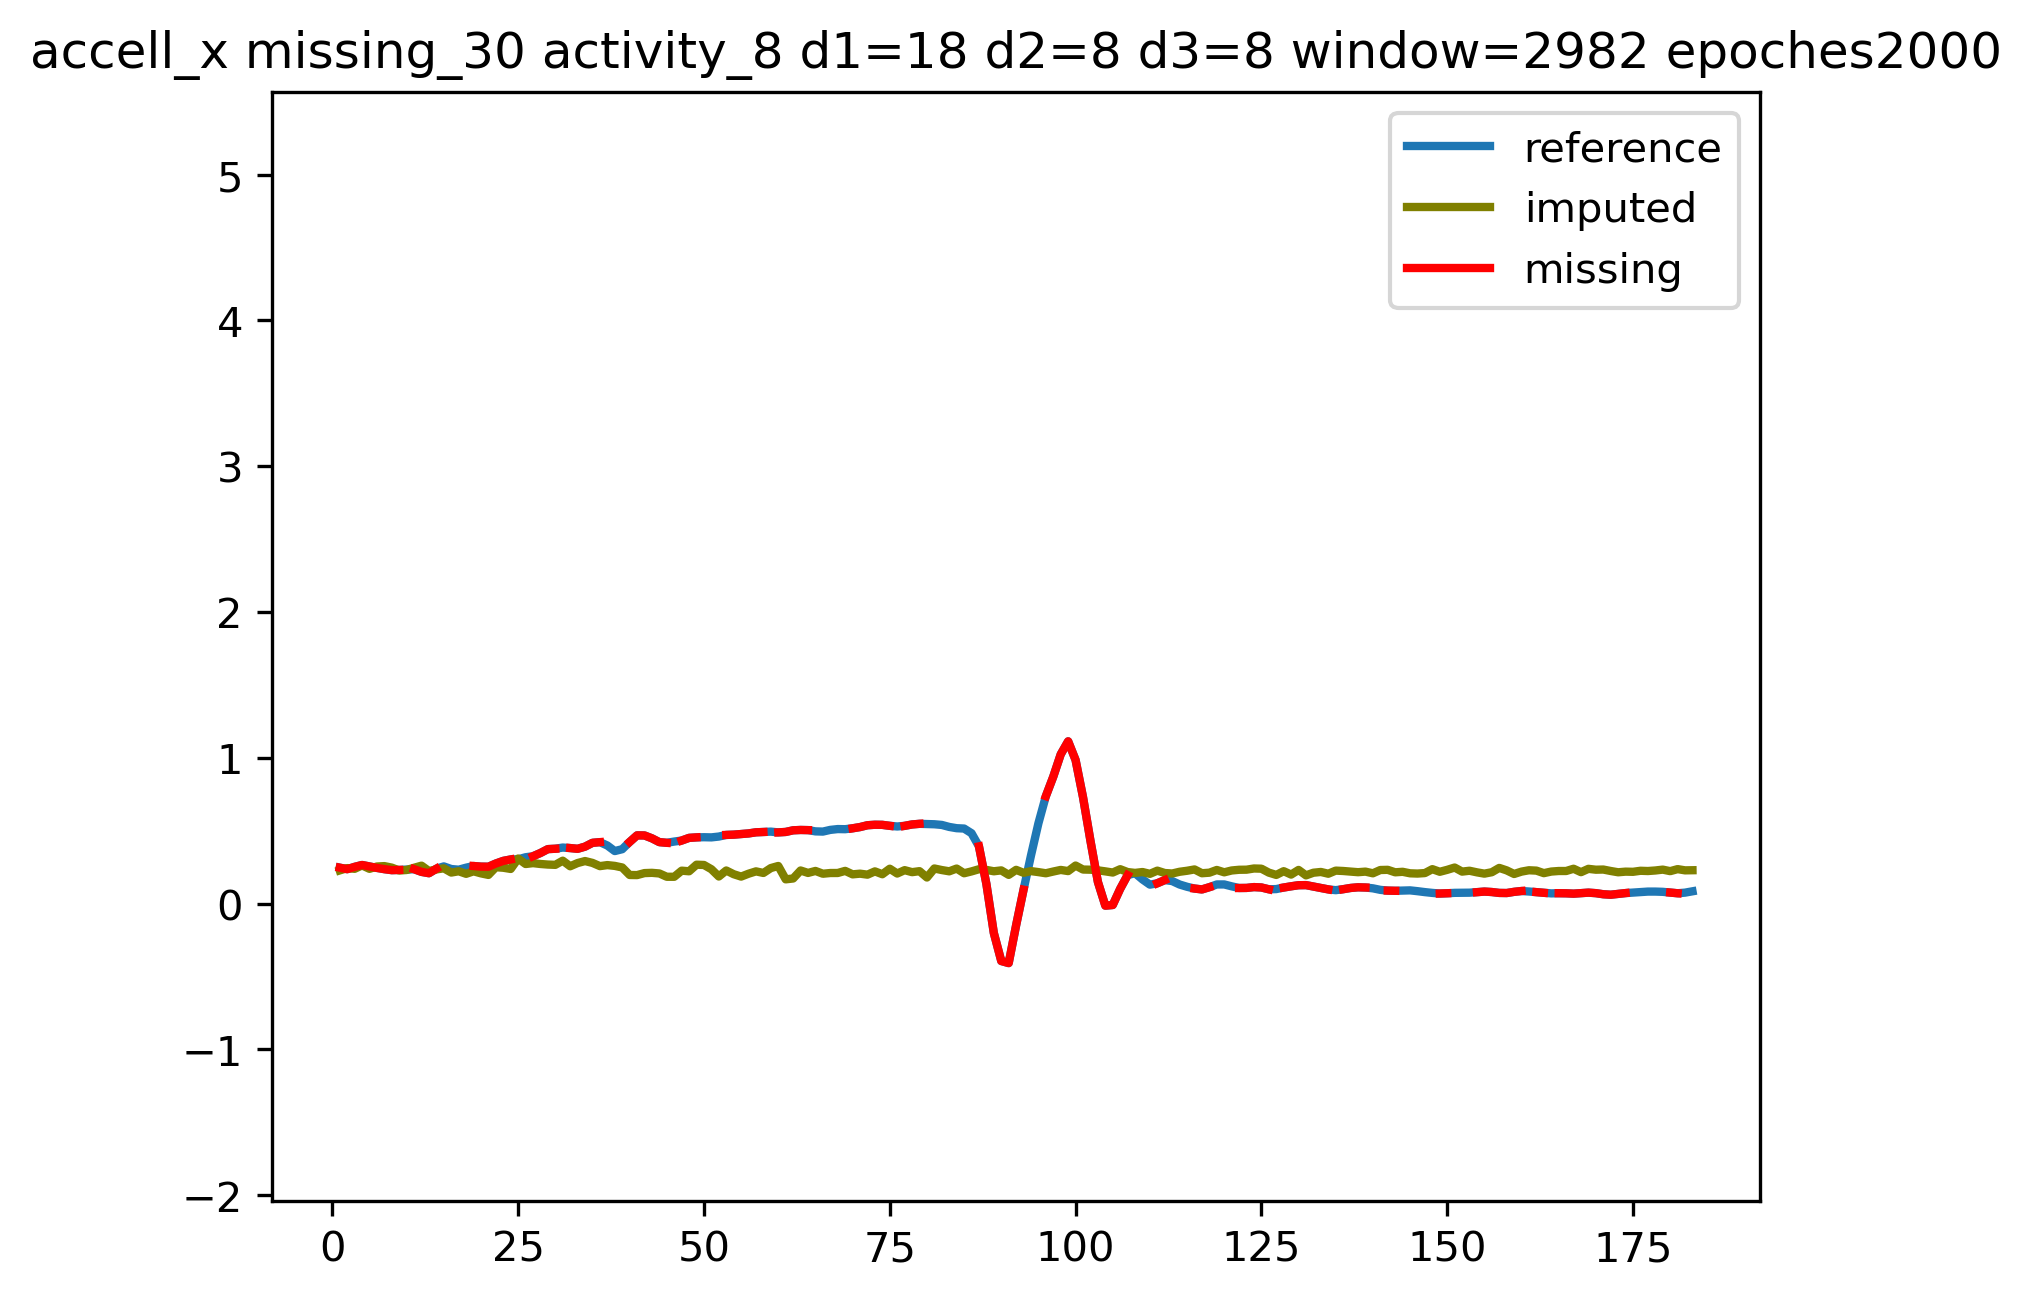 accell_x missing_30 activity_8 d1=18 d2=8 d3=8 window=2982 epoches2000
reference
imputed
missing
5
4
3
2
1
0
−1
−2
0 25 50 75 100 125 150 175